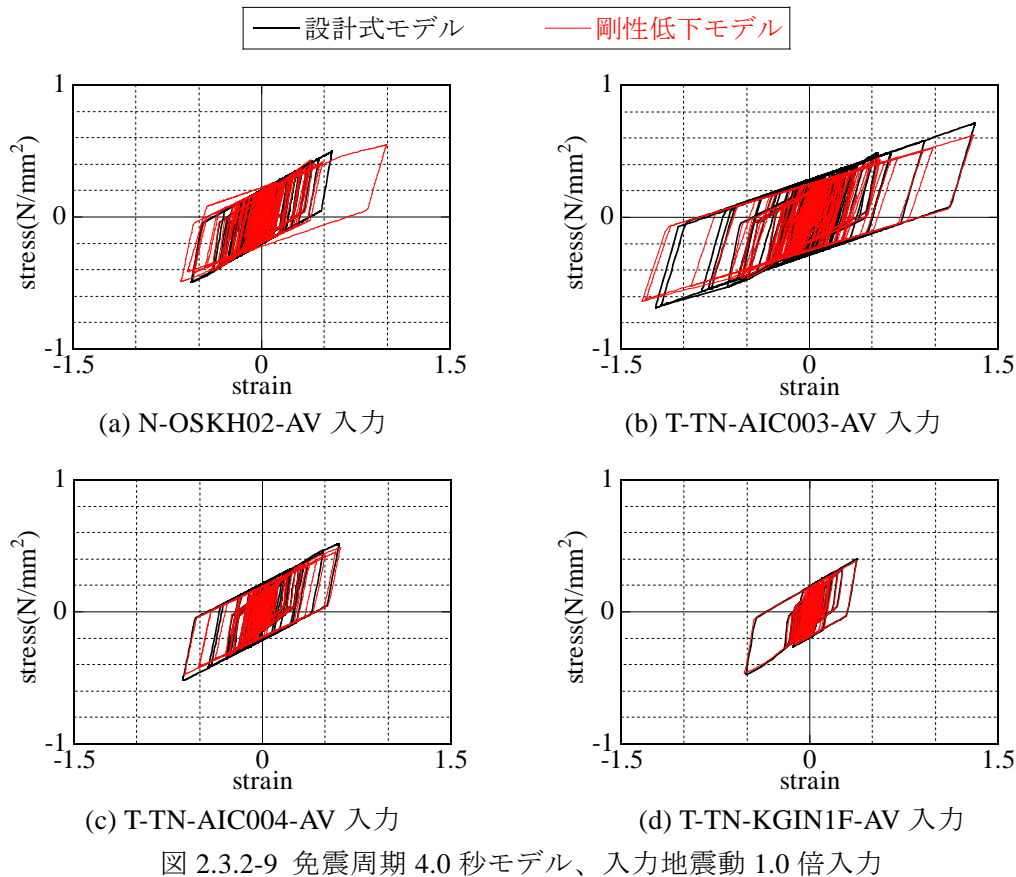 設計式モデル 剛性低下モデル
1
stress(N/mm²)
0
-1
-1.5 0 1.5
strain
(a) N-OSKH02-AV 入力
1
stress(N/mm²)
0
-1
-1.5 0 1.5
strain
(b) T-TN-AIC003-AV 入力
1
stress(N/mm²)
0
-1
-1.5 0 1.5
strain
(c) T-TN-AIC004-AV 入力
1
stress(N/mm²)
0
-1
-1.5 0 1.5
strain
(d) T-TN-KGIN1F-AV 入力
図 2.3.2-9 免震周期 4.0 秒モデル、入力地震動 1.0 倍入力